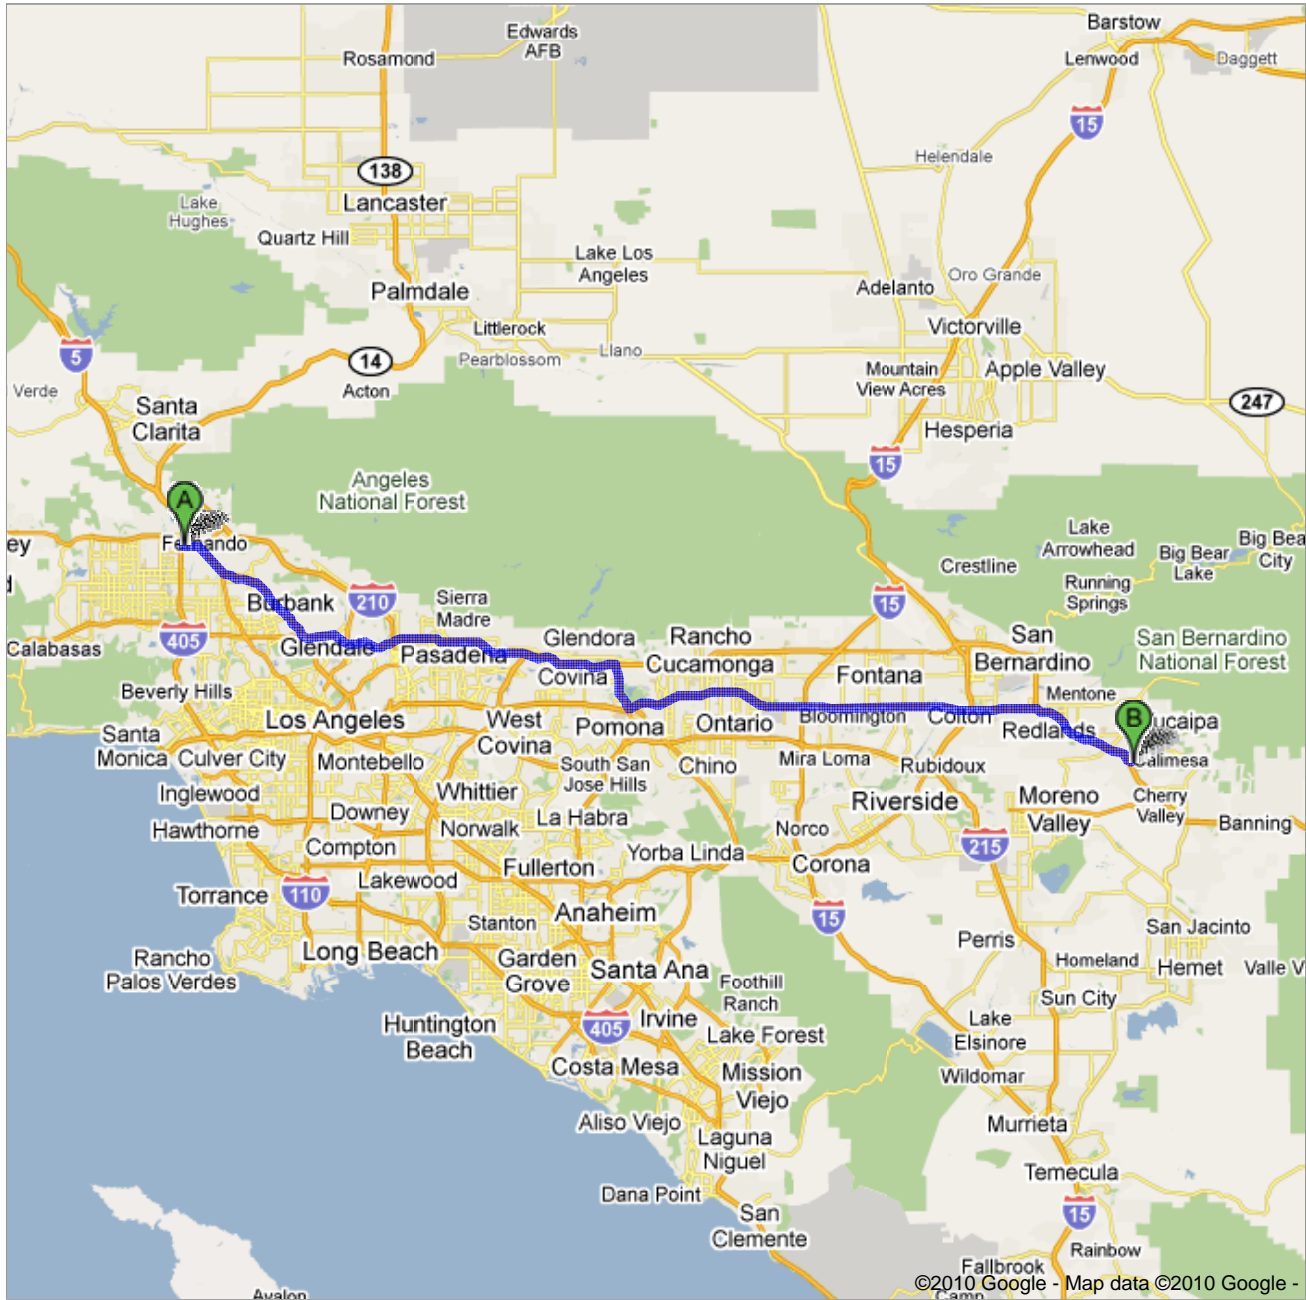 Barstow
Edwards
AFB
Rosamond
Lenwood
Daggett
15
Helendale
138
Lancaster
Lake
Hughes
Quartz Hill
Lake Los
Angeles
Oro Grande
Adelanto
Palmdale
Victorville
Littlerock
5
Llano
Pearblossom
14
Mountain
View Acres
Apple Valley
Verde
Acton
247
Santa
Clarita
Hesperia
15
Angeles
National Forest
A
Lake
Arrowhead
Big Bear
Lake
Big Bea
City
ey
Fernando
Crestline
Running
Springs
Burbank
210
15
Sierra
Madre
405
Calabasas
Glendale
Pasadena
Glendora
Covina
Rancho
Cucamonga
San
Bernardino
San Bernardino
National Forest
Fontana
Beverly Hills
Mentone
Los Angeles
West
Covina
Pomona
Ontario
Bloomington
Colton
Redlands
B
ucaipa
Santa
Monica
Culver City
Montebello
South San
Jose Hills
Chino
Mira Loma
Rubidoux
Calimesa
Inglewood
Whittier
Downey
La Habra
Riverside
Moreno
Valley
Cherry
Valley
Hawthorne
Norwalk
Norco
Banning
Compton
Yorba Linda
Corona
215
Fullerton
Torrance
110
Lakewood
Anaheim
15
Stanton
San Jacinto
Rancho
Palos Verdes
Long Beach
Garden
Grove
Santa Ana
Perris
Homeland
Hemet
Valle V
Foothill
Ranch
Sun City
Huntington
Beach
405
Irvine
Lake Forest
Lake
Elsinore
Costa Mesa
Mission
Viejo
Wildomar
Aliso Viejo
Murrieta
Laguna
Niguel
Temecula
Dana Point
San
Clemente
15
Rainbow
Fallbrook
Avalon
Camp
©2010 Google - Map data ©2010 Google -